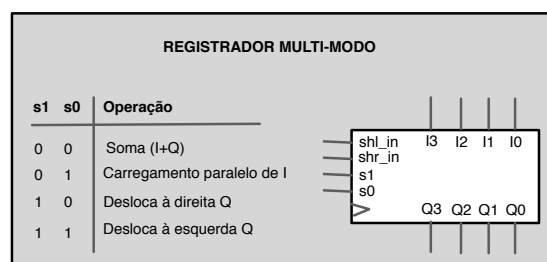 REGISTRADOR MULTI-MODO
s1 s0 Operação
0 0 Soma (I+Q)
0 1 Carregamento paralelo de I
1 0 Desloca à direita Q
1 1 Desloca à esquerda Q
shl_in I3 I2 I1 I0
shr_in
s1
s0
Q3 Q2 Q1 Q0